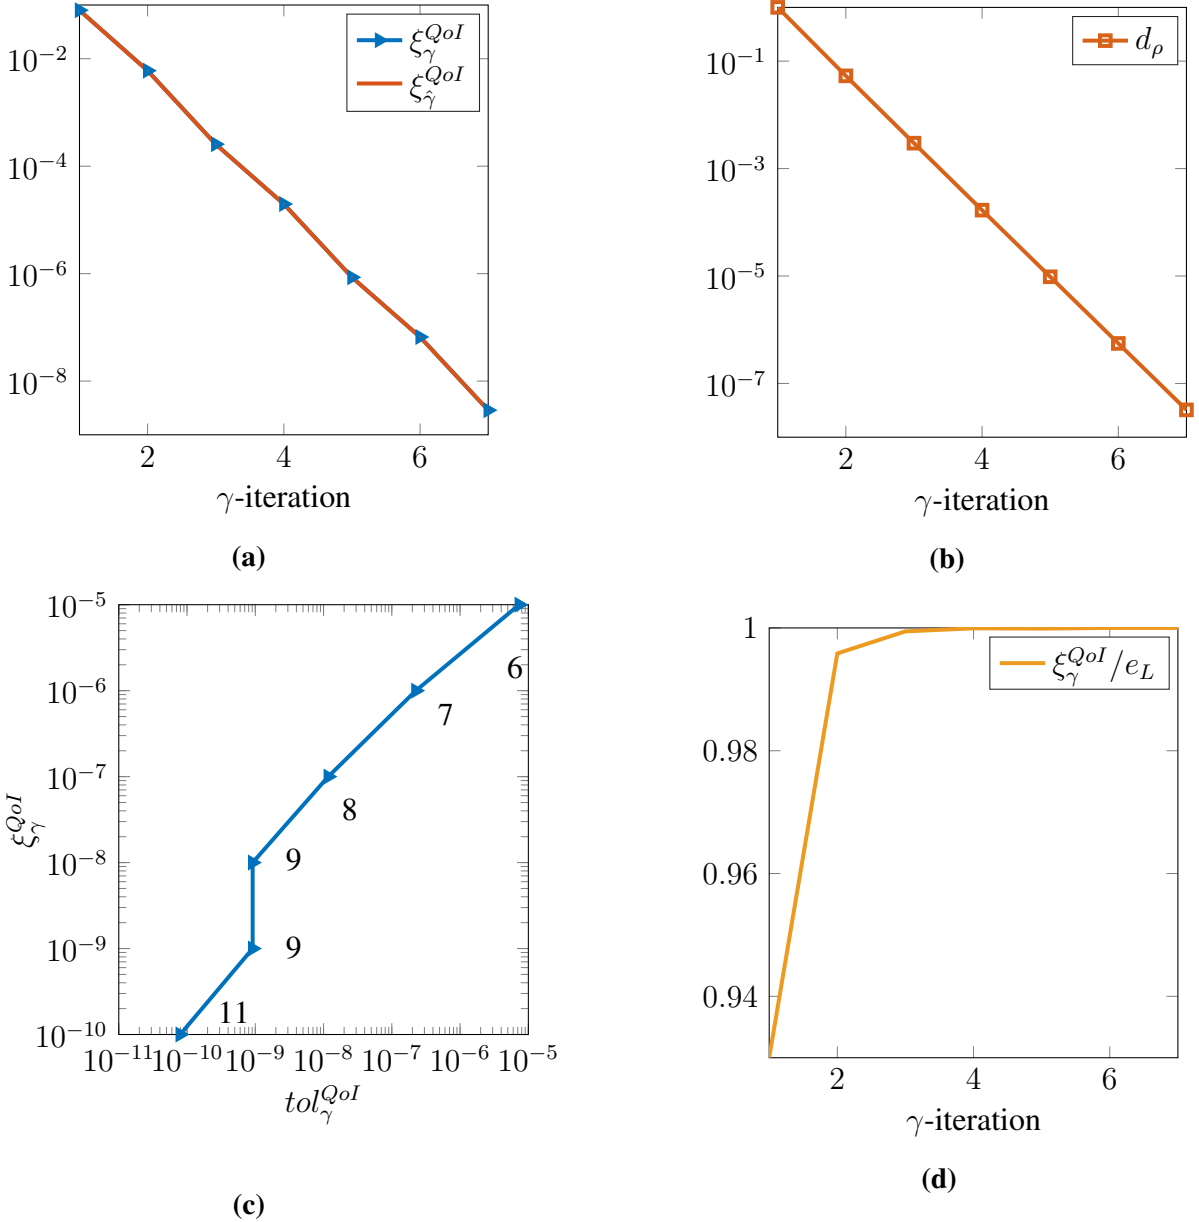 10^{-2}
10^{-4}
10^{-6}
10^{-8}
2 4 6
γ-iteration
ξ_γ^{QoI}
ξ_{\hat{γ}}^{QoI}
(a)
10^{-1}
10^{-3}
10^{-5}
10^{-7}
2 4 6
γ-iteration
d_ρ
(b)
10^{-5}
10^{-6}
10^{-7}
10^{-8}
10^{-9}
10^{-10}
ξ_γ^{QoI}
6
7
8
9
9
11
10^{-11} 10^{-10} 10^{-9} 10^{-8} 10^{-7} 10^{-6} 10^{-5}
tol_γ^{QoI}
(c)
1
0.98
0.96
0.94
ξ_γ^{QoI}/e_L
2 4 6
γ-iteration
(d)